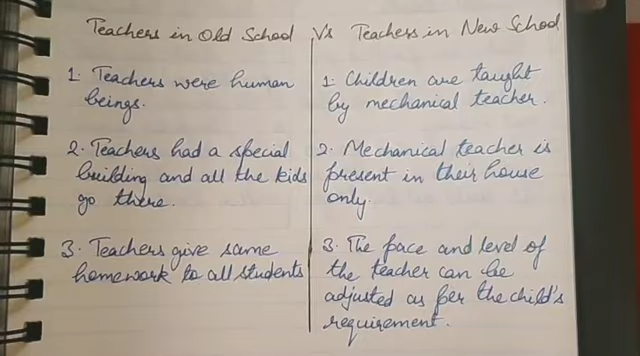 Teachers in Old School Vs Teachers in New School
1. Teachers were human
beings.
2. Teachers had a special
building and all the kids
go there.
3. Teachers give same
homework to all students
1. Children are taught
by mechanical teacher.
2. Mechanical teacher is
present in their house
only.
3. The pace and level of
the teacher can be
adjusted as per the child's
requirement.